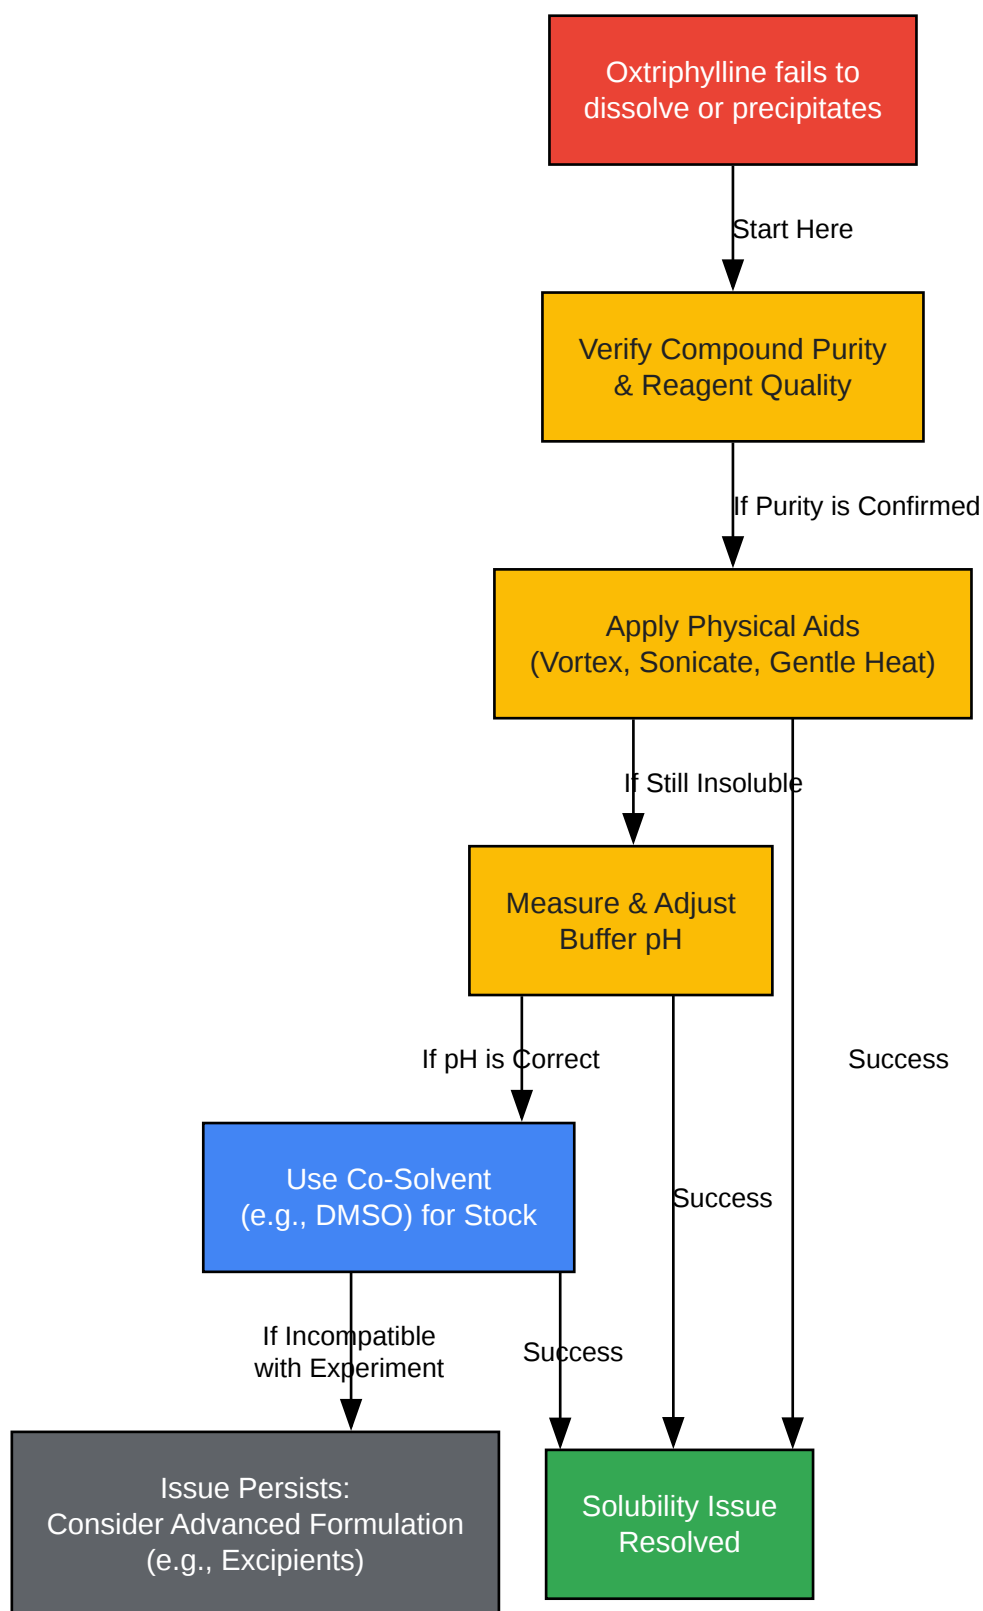 Oxtriphylline fails to
dissolve or precipitates
Start Here
Verify Compound Purity
& Reagent Quality
If Purity is Confirmed
Apply Physical Aids
(Vortex, Sonicate, Gentle Heat)
If Still Insoluble
Measure & Adjust
Buffer pH
If pH is Correct
Success
Use Co-Solvent
(e.g., DMSO) for Stock
Success
If Incompatible
with Experiment
Success
Issue Persists:
Consider Advanced Formulation
(e.g., Excipients)
Solubility Issue
Resolved